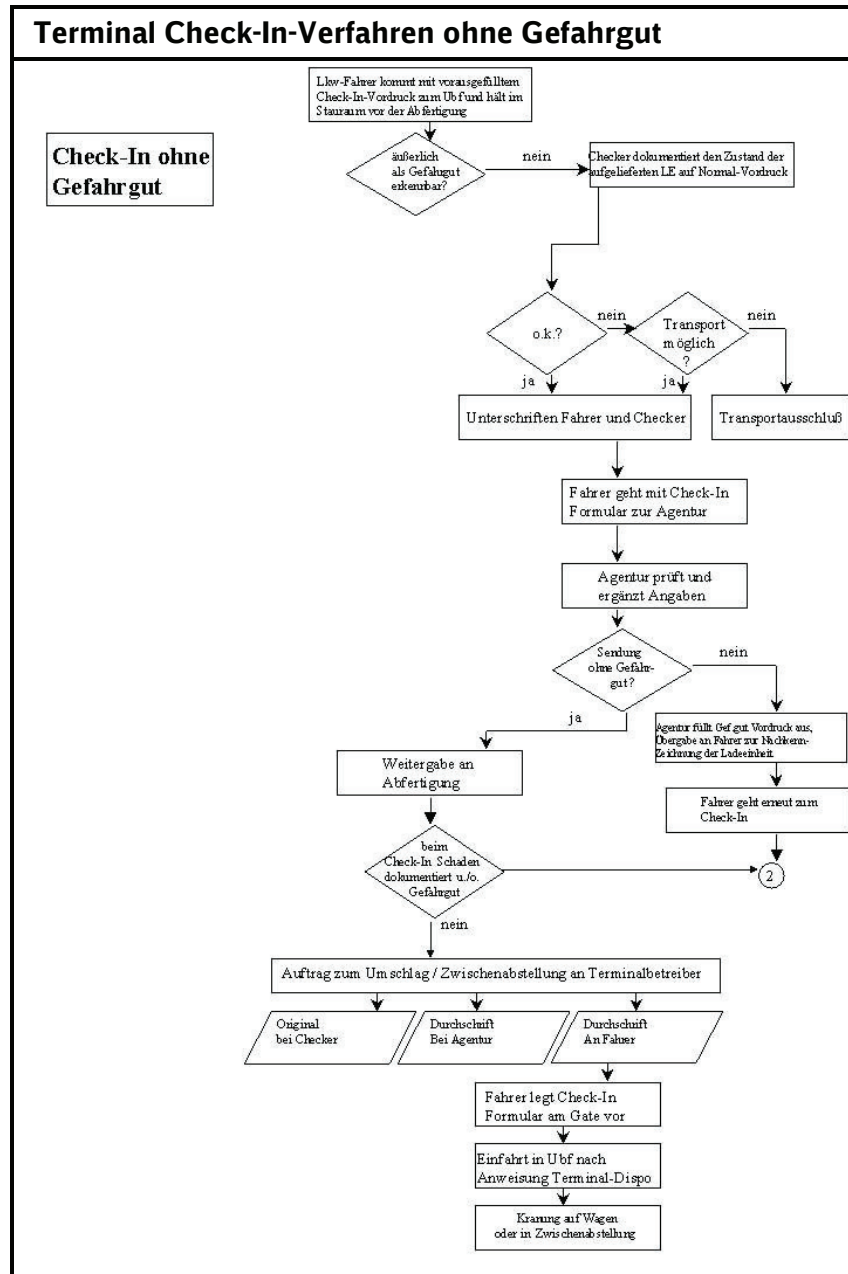 Terminal Check-In-Verfahren ohne Gefahrgut
Lkw-Fahrer kommt mit vorausgefülltem
Check-In-Vordruck zum Ubf und hält im
Stauraum vor der Abfertigung
Check-In ohne
Gefahrgut
äußerlich
als Gefahrgut
erkennbar?
nein
Checker dokumentiert den Zustand der
aufgelieferten LE auf Normal-Vordruck
o.k.?
nein
Transport
möglich
?
nein
ja
ja
Unterschriften Fahrer und Checker
Transportausschluß
Fahrer geht mit Check-In
Formular zur Agentur
Agentur prüft und
ergänzt Angaben
Sendung
ohne Gefahr-
gut?
nein
ja
Agentur füllt Gef gut Vordruck aus,
Übergabe an Fahrer zur Nachkenn-
Zeichnung der Ladeeinheit
Weitergabe an
Abfertigung
Fahrer geht erneut zum
Check-In
beim
Check-In Schaden
dokumentiert u./o.
Gefahrgut
2
nein
Auftrag zum Umschlag / Zwischenabstellung an Terminalbetreiber
Original
bei Checker
Durchschrift
Bei Agentur
Durchschrift
An Fahrer
Fahrer legt Check-In
Formular am Gate vor
Einfahrt in Ubf nach
Anweisung Terminal-Dispo
Kranung auf Wagen
oder in Zwischenabstellung